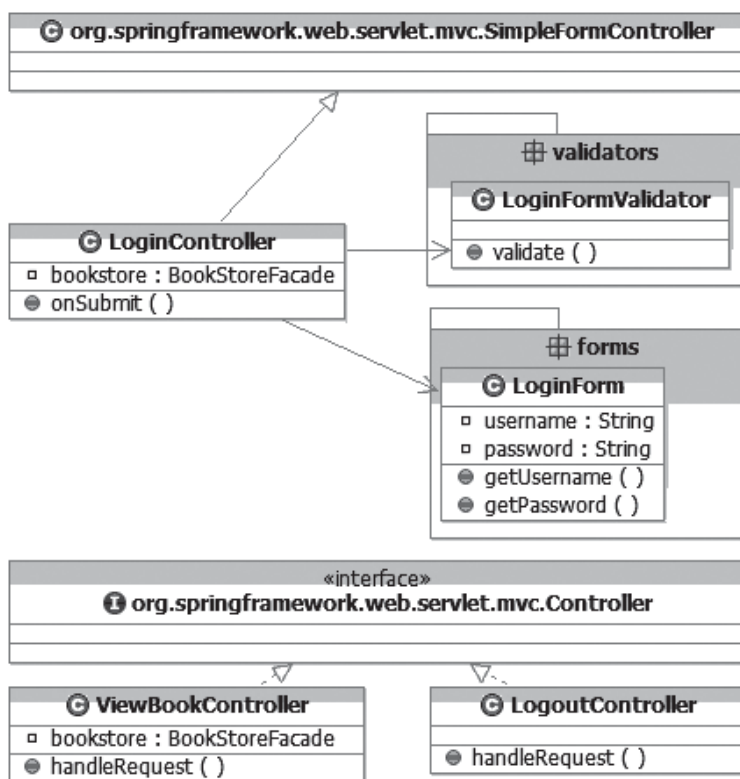 org.springframework.web.servlet.mvc.SimpleFormController
validators
LoginFormValidator
validate ( )
LoginController
bookstore : BookStoreFacade
onSubmit ( )
forms
LoginForm
username : String
password : String
getUsername ( )
getPassword ( )
«interface»
org.springframework.web.servlet.mvc.Controller
ViewBookController
bookstore : BookStoreFacade
handleRequest ( )
LogoutController
handleRequest ( )